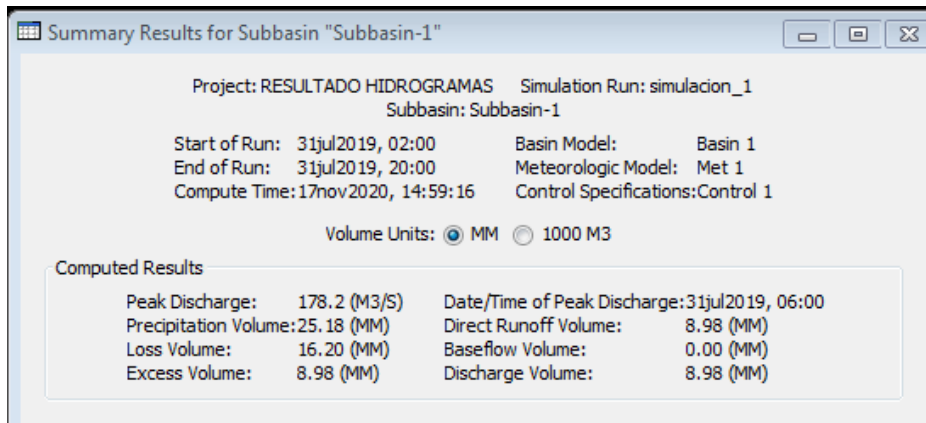 Summary Results for Subbasin "Subbasin-1"
Project: RESULTADO HIDROGRAMAS Simulation Run: simulacion_1
Subbasin: Subbasin-1
Start of Run: 31jul2019, 02:00 Basin Model: Basin 1
End of Run: 31jul2019, 20:00 Meteorologic Model: Met 1
Compute Time:17nov2020, 14:59:16 Control Specifications:Control 1
Volume Units: MM 1000 M3
Computed Results
Peak Discharge: 178.2 (M3/S) Date/Time of Peak Discharge:31jul2019, 06:00
Precipitation Volume:25.18 (MM) Direct Runoff Volume: 8.98 (MM)
Loss Volume: 16.20 (MM) Baseflow Volume: 0.00 (MM)
Excess Volume: 8.98 (MM) Discharge Volume: 8.98 (MM)